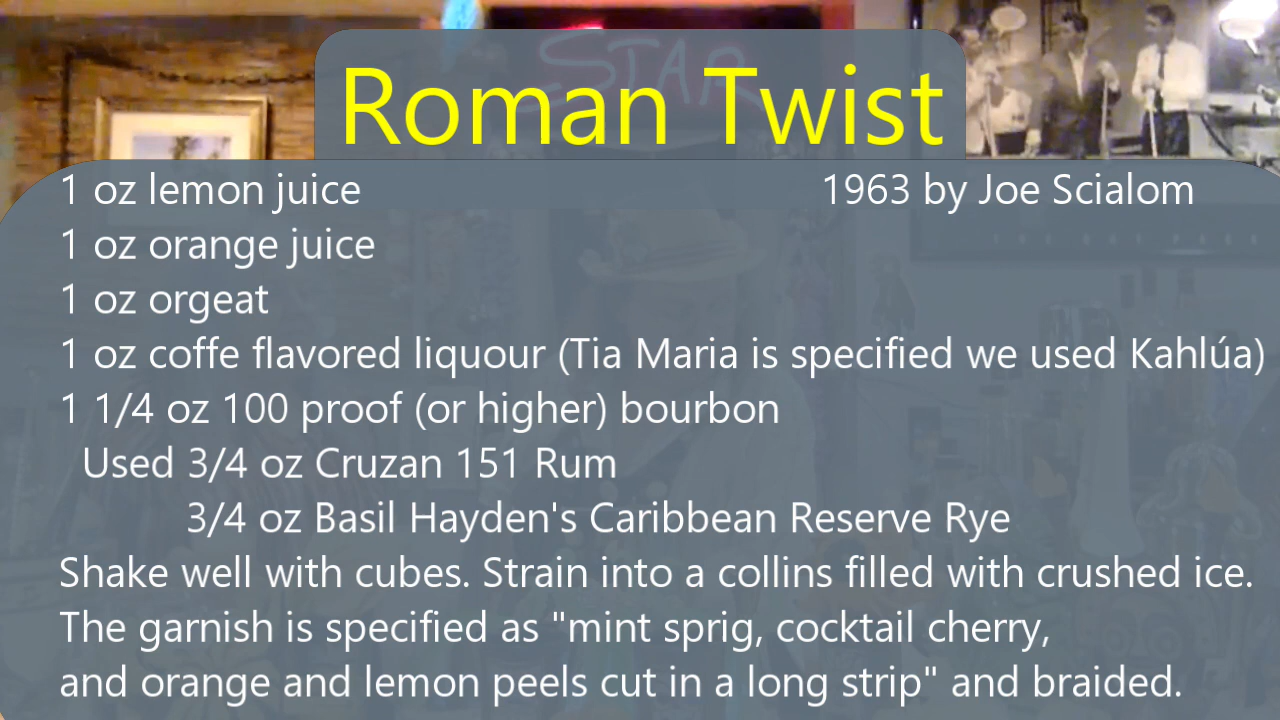 STAR
Roman Twist
1 oz lemon juice
1963 by Joe Scialom
1 oz orange juice
1 oz orgeat
1 oz coffe flavored liquour (Tia Maria is specified we used Kahlúa)
1 1/4 oz 100 proof (or higher) bourbon
Used 3/4 oz Cruzan 151 Rum
3/4 oz Basil Hayden's Caribbean Reserve Rye
Shake well with cubes. Strain into a collins filled with crushed ice.
The garnish is specified as "mint sprig, cocktail cherry,
and orange and lemon peels cut in a long strip" and braided.